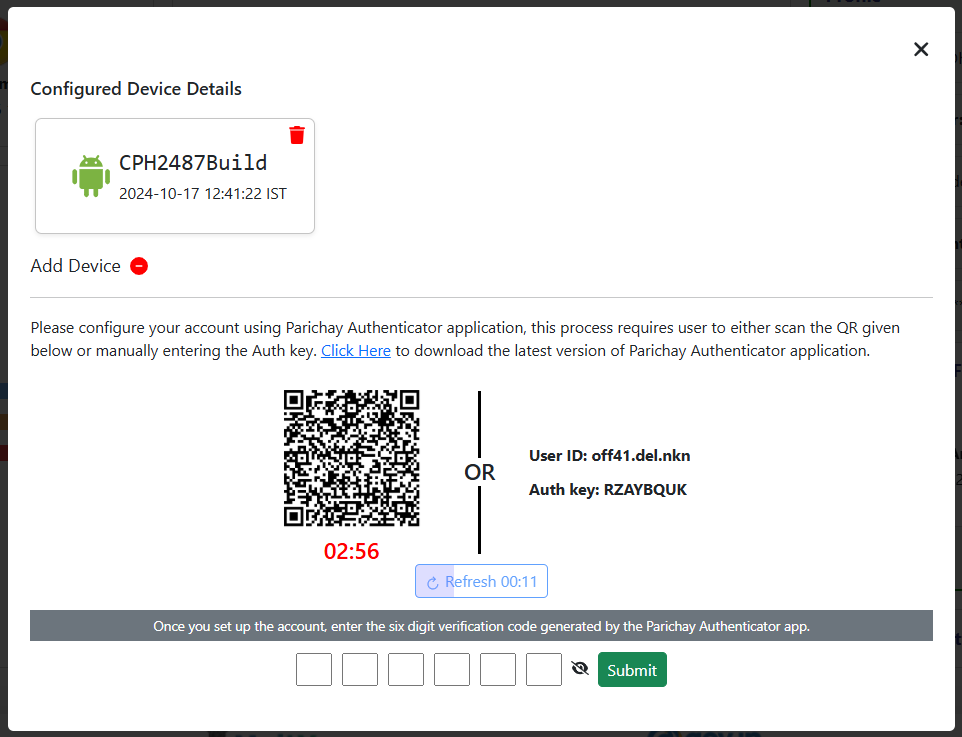 Configured Device Details
CPH2487Build
2024-10-17 12:41:22 IST
Add Device
Please configure your account using Parichay Authenticator application, this process requires user to either scan the QR given
below or manually entering the Auth key. Click Here to download the latest version of Parichay Authenticator application.
OR
User ID: off41.del.nkn
Auth key: RZAYBQUK
02:56
Refresh 00:11
Once you set up the account, enter the six digit verification code generated by the Parichay Authenticator app.
Submit